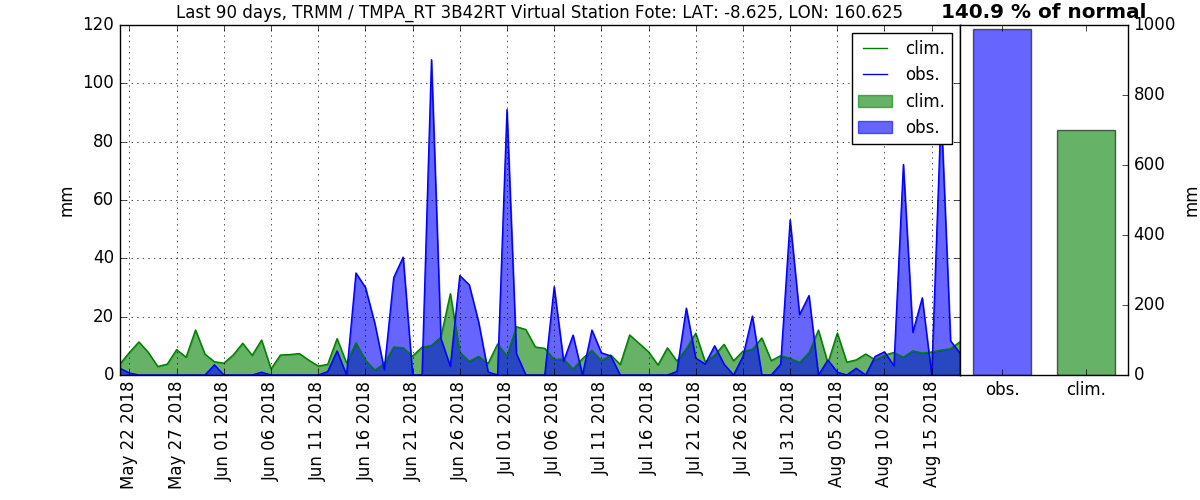 Last 90 days, TRMM / TMPA_RT 3B42RT Virtual Station Fote: LAT: -8.625, LON: 160.625
140.9 % of normal
120
100
80
60
40
20
0
mm
clim.
obs.
clim.
obs.
May 22 2018
May 27 2018
Jun 01 2018
Jun 06 2018
Jun 11 2018
Jun 16 2018
Jun 21 2018
Jun 26 2018
Jul 01 2018
Jul 06 2018
Jul 11 2018
Jul 16 2018
Jul 21 2018
Jul 26 2018
Jul 31 2018
Aug 05 2018
Aug 10 2018
Aug 15 2018
1000
800
600
400
200
0
mm
obs.
clim.